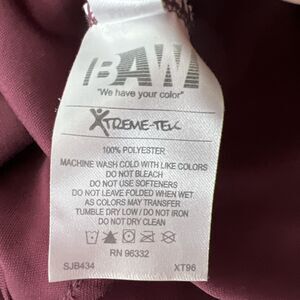 BAW
"We have your color"
XTREME-TEK
100% POLYESTER
MACHINE WASH COLD WITH LIKE COLORS
DO NOT BLEACH
DO NOT USE SOFTENERS
DO NOT LEAVE FOLDED WHEN WET
AS COLORS MAY TRANSFER
TUMBLE DRY LOW / DO NOT IRON
DO NOT DRY CLEAN
RN 96332
SJB434 XT96